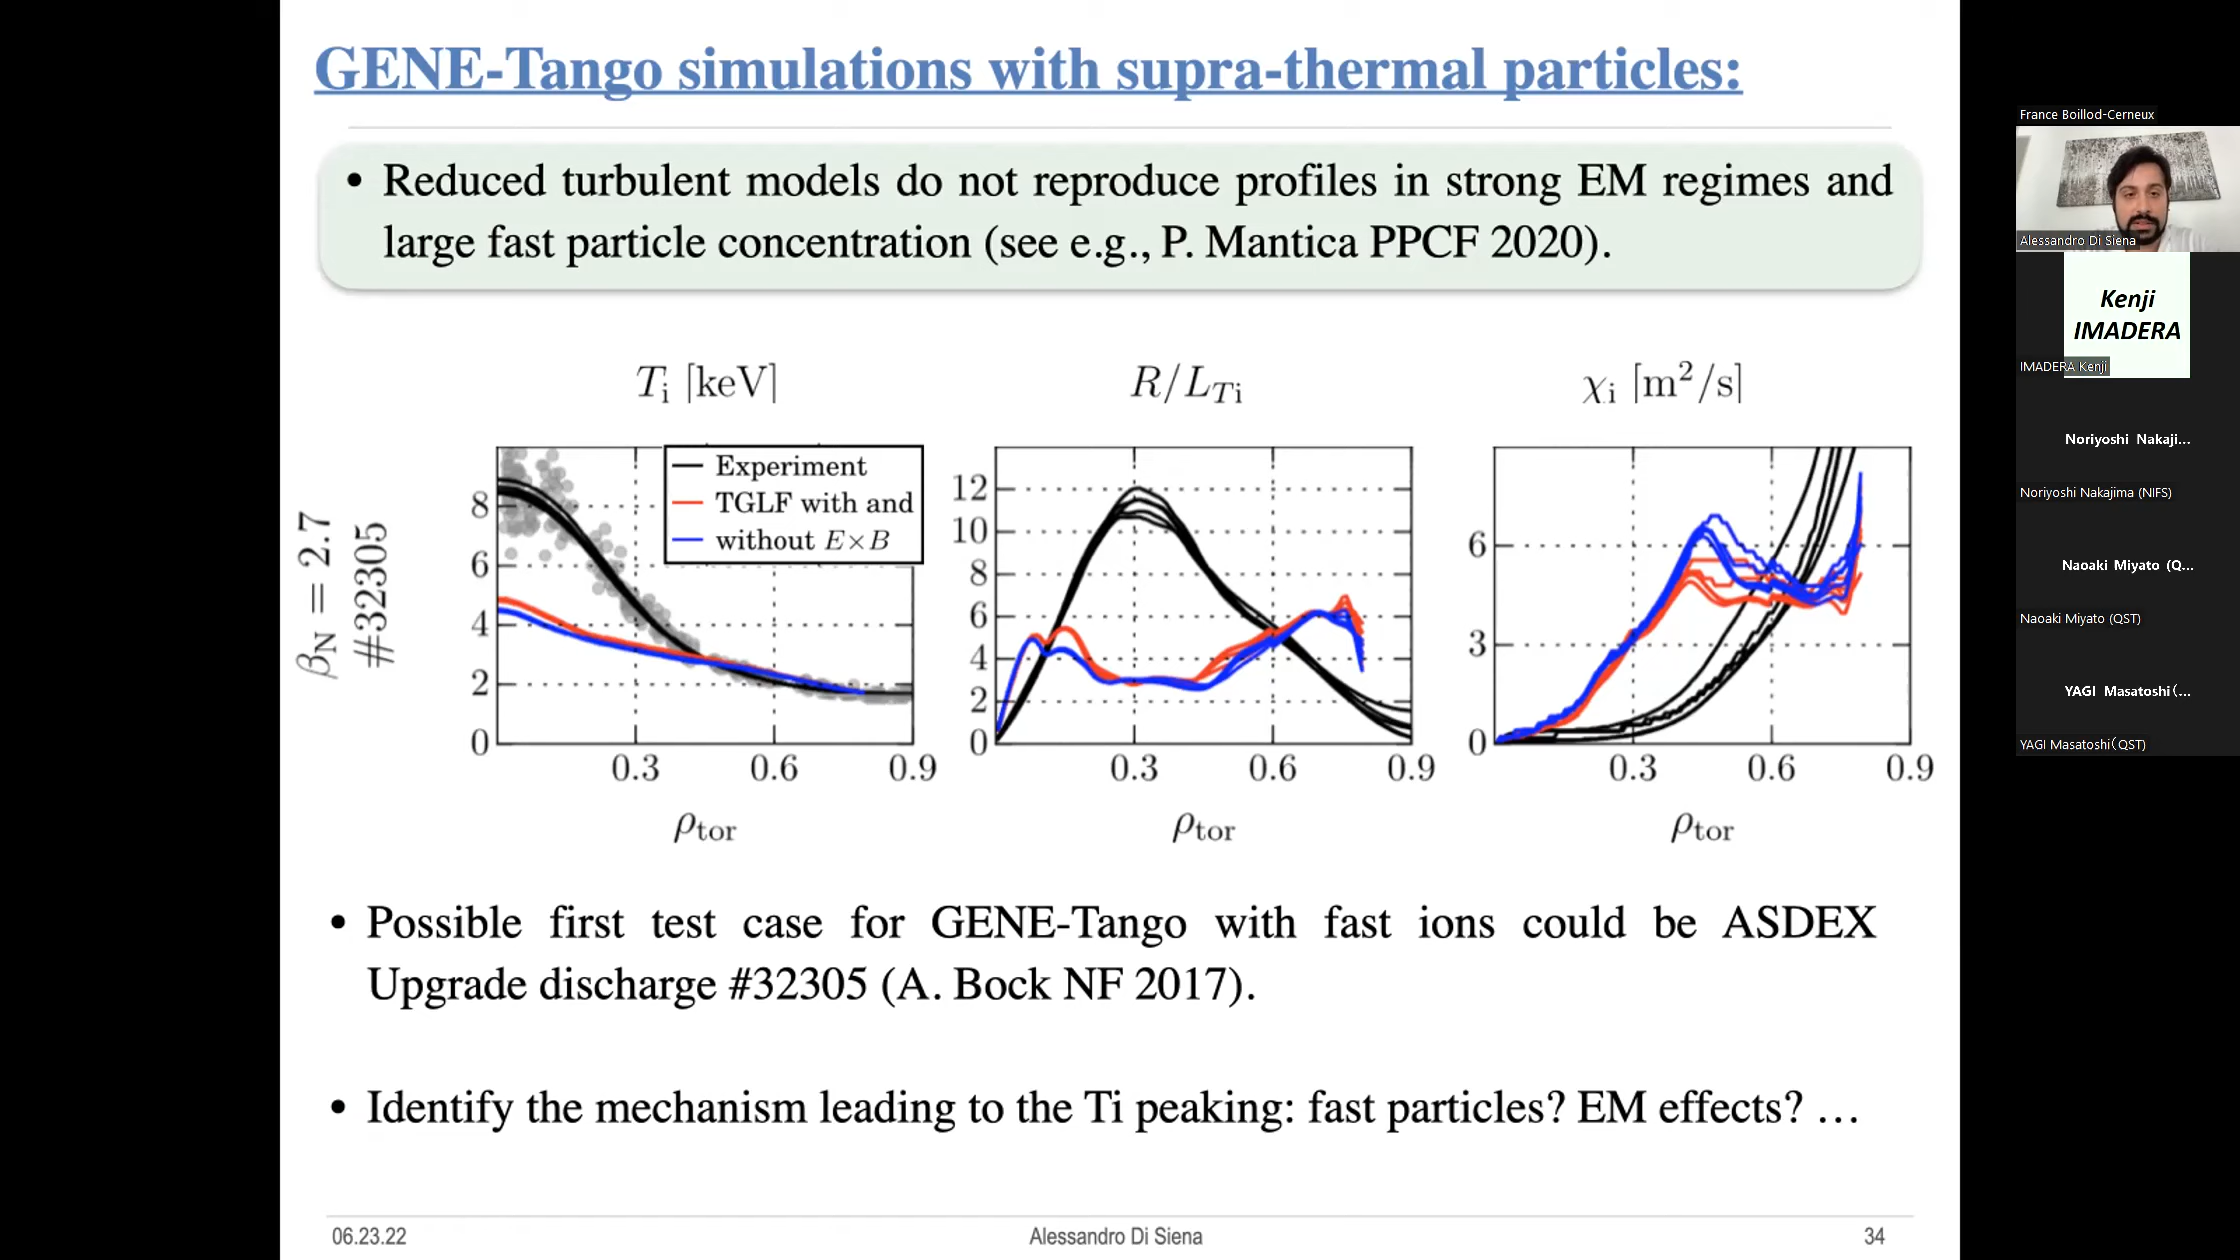 GENE-Tango simulations with supra-thermal particles:
• Reduced turbulent models do not reproduce profiles in strong EM regimes and
large fast particle concentration (see e.g., P. Mantica PPCF 2020).
T_i [keV]
R/L_Ti
χ_i [m²/s]
β_N = 2.7
#32305
Experiment
TGLF with and
without E×B
8
6
4
2
0
0.3
0.6
0.9
ρ_tor
12
10
8
6
4
2
0
0.3
0.6
0.9
ρ_tor
6
3
0
0.3
0.6
0.9
ρ_tor
• Possible first test case for GENE-Tango with fast ions could be ASDEX
Upgrade discharge #32305 (A. Bock NF 2017).
• Identify the mechanism leading to the Ti peaking: fast particles? EM effects? …
06.23.22
Alessandro Di Siena
34
France Boillod-Cerneux
Alessandro Di Siena
Kenji
IMADERA
IMADERA Kenji
Noriyoshi Nakaji...
Noriyoshi Nakajima (NIFS)
Naoaki Miyato (Q...
Naoaki Miyato (QST)
YAGI Masatoshi(...
YAGI Masatoshi(QST)